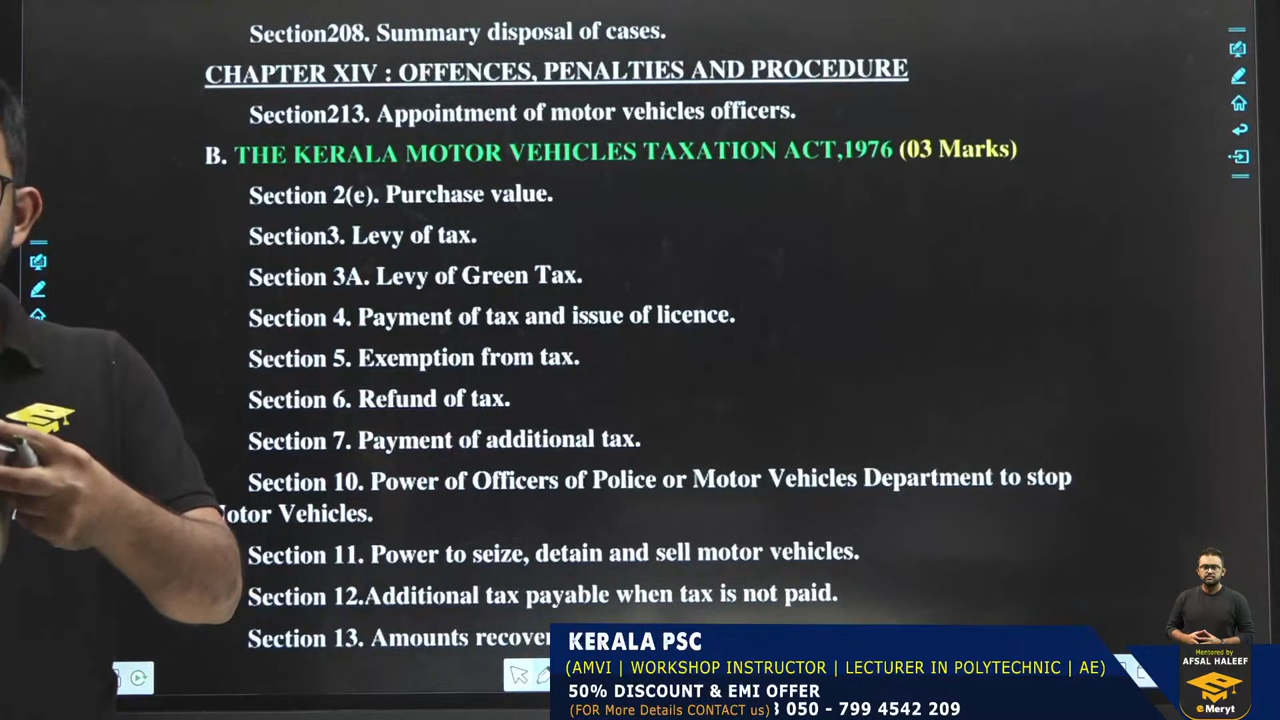 Section208. Summary disposal of cases.
CHAPTER XIV : OFFENCES, PENALTIES AND PROCEDURE
Section213. Appointment of motor vehicles officers.
B. THE KERALA MOTOR VEHICLES TAXATION ACT,1976 (03 Marks)
Section 2(e). Purchase value.
Section3. Levy of tax.
Section 3A. Levy of Green Tax.
Section 4. Payment of tax and issue of licence.
Section 5. Exemption from tax.
Section 6. Refund of tax.
Section 7. Payment of additional tax.
Section 10. Power of Officers of Police or Motor Vehicles Department to stop
Vehicles.
Section 11. Power to seize, detain and sell motor vehicles.
Section 12.Additional tax payable when tax is not paid.
Section 13. Amounts
KERALA PSC
(AMVI | WORKSHOP INSTRUCTOR | LECTURER IN POLYTECHNIC | AE)
50% DISCOUNT & EMI OFFER
(FOR More Details CONTACT us) 050 - 799 4542 209
Mentored by
AFSAL HALEEF
e Meryt